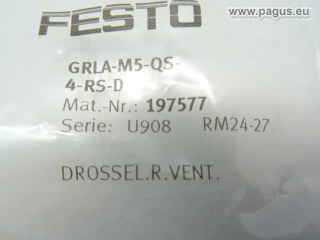 www.pagus.eu
FESTO
GRLA-M5-QS-
4-RS-D
Mat.-Nr.: 197577
Serie: U908 RM24-27
DROSSEL.R.VENT.